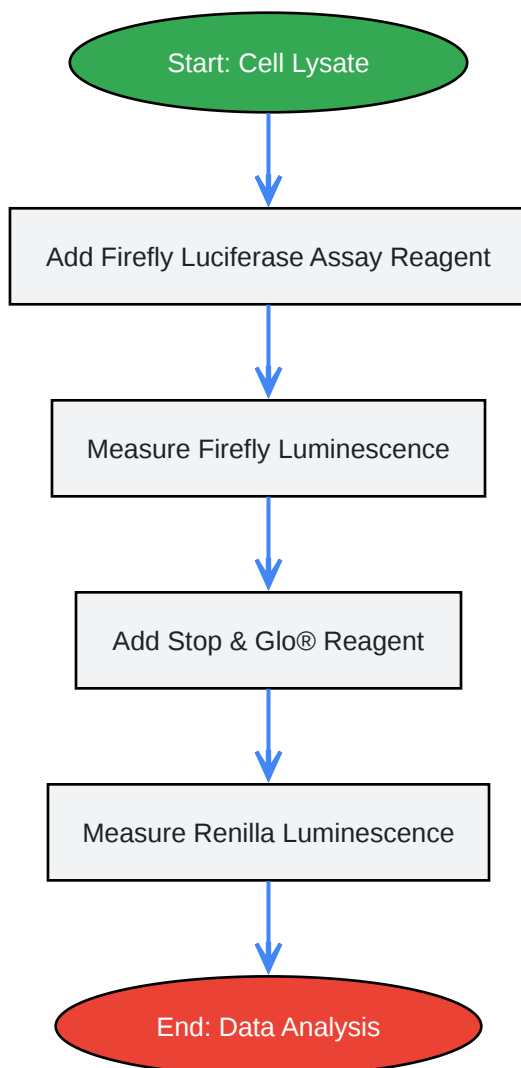 Start: Cell Lysate
Add Firefly Luciferase Assay Reagent
Measure Firefly Luminescence
Add Stop & Glo® Reagent
Measure Renilla Luminescence
End: Data Analysis